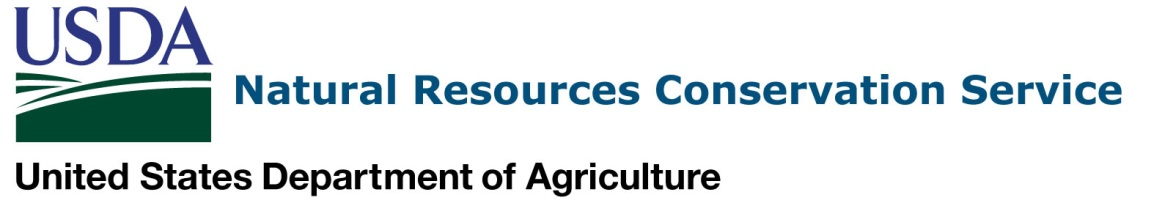 USDA
Natural Resources Conservation Service
United States Department of Agriculture